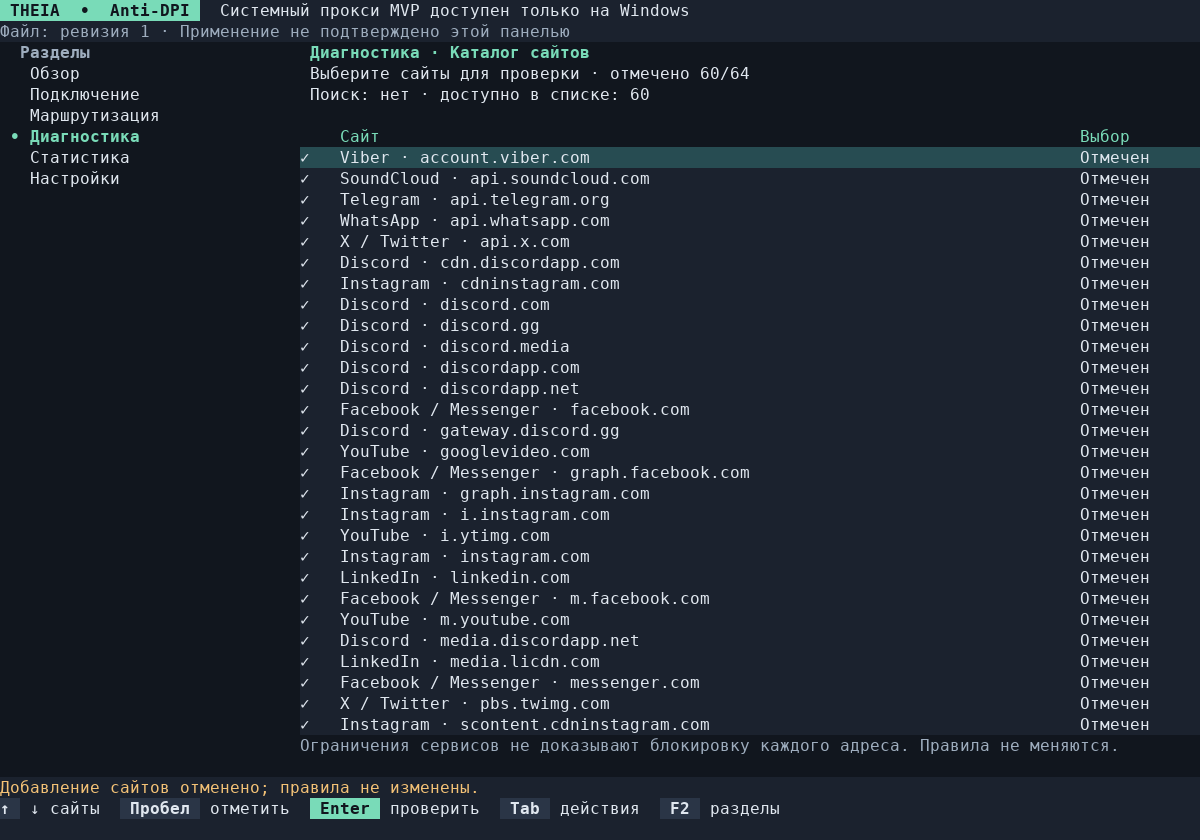 THEIA • Anti-DPI Системный прокси MVP доступен только на Windows
Файл: ревизия 1 · Применение не подтверждено этой панелью
Разделы
Обзор
Подключение
Маршрутизация
• Диагностика
Статистика
Настройки
Диагностика · Каталог сайтов
Выберите сайты для проверки · отмечено 60/64
Поиск: нет · доступно в списке: 60
Сайт Выбор
✓ Viber · account.viber.com Отмечен
✓ SoundCloud · api.soundcloud.com Отмечен
✓ Telegram · api.telegram.org Отмечен
✓ WhatsApp · api.whatsapp.com Отмечен
✓ X / Twitter · api.x.com Отмечен
✓ Discord · cdn.discordapp.com Отмечен
✓ Instagram · cdninstagram.com Отмечен
✓ Discord · discord.com Отмечен
✓ Discord · discord.gg Отмечен
✓ Discord · discord.media Отмечен
✓ Discord · discordapp.com Отмечен
✓ Discord · discordapp.net Отмечен
✓ Facebook / Messenger · facebook.com Отмечен
✓ Discord · gateway.discord.gg Отмечен
✓ YouTube · googlevideo.com Отмечен
✓ Facebook / Messenger · graph.facebook.com Отмечен
✓ Instagram · graph.instagram.com Отмечен
✓ Instagram · i.instagram.com Отмечен
✓ YouTube · i.ytimg.com Отмечен
✓ Instagram · instagram.com Отмечен
✓ LinkedIn · linkedin.com Отмечен
✓ Facebook / Messenger · m.facebook.com Отмечен
✓ YouTube · m.youtube.com Отмечен
✓ Discord · media.discordapp.net Отмечен
✓ LinkedIn · media.licdn.com Отмечен
✓ Facebook / Messenger · messenger.com Отмечен
✓ X / Twitter · pbs.twimg.com Отмечен
✓ Instagram · scontent.cdninstagram.com Отмечен
Ограничения сервисов не доказывают блокировку каждого адреса. Правила не меняются.
Добавление сайтов отменено; правила не изменены.
↑ ↓ сайты Пробел отметить Enter проверить Tab действия F2 разделы